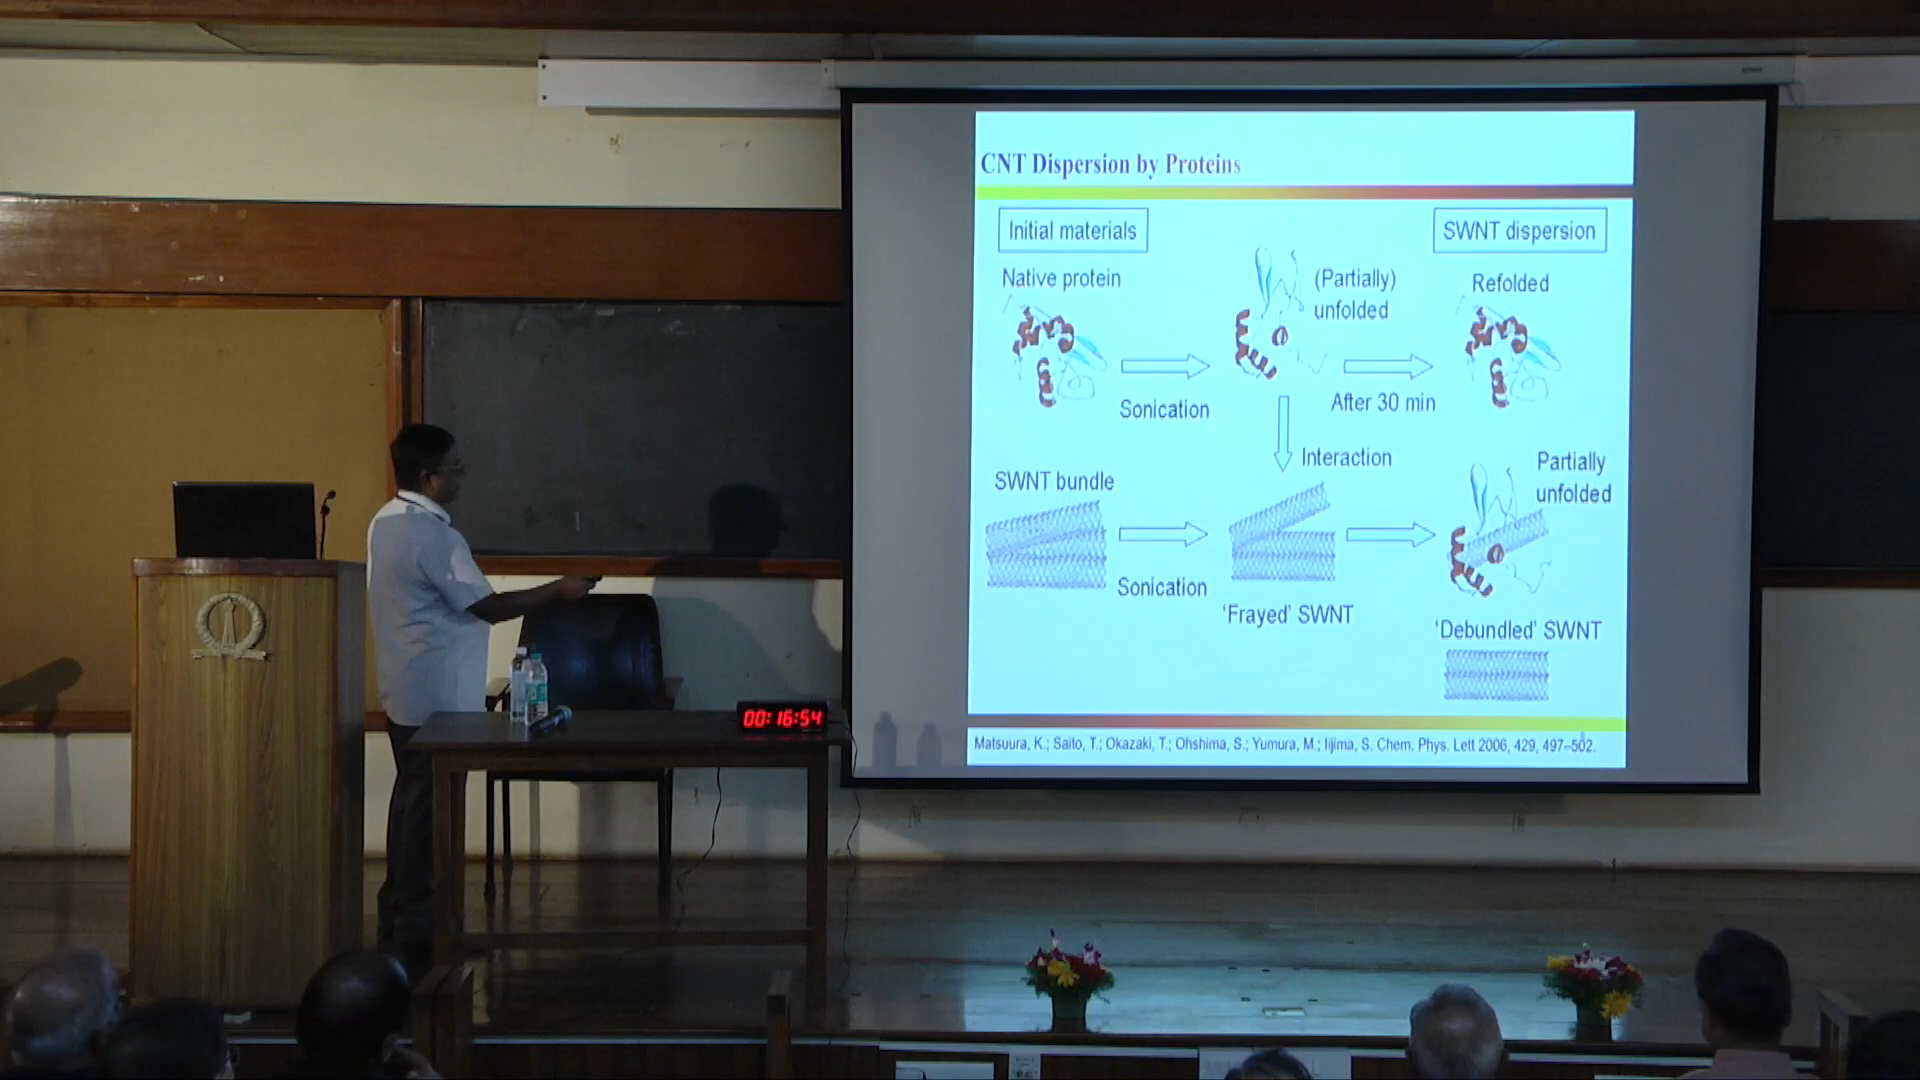 CNT Dispersion by Proteins
Initial materials
SWNT dispersion
Native protein
(Partially)
unfolded
Refolded
Sonication
After 30 min
Interaction
SWNT bundle
Partially
unfolded
Sonication
‘Frayed’ SWNT
‘Debundled’ SWNT
Matsuura, K.; Saito, T.; Okazaki, T.; Ohshima, S.; Yumura, M.; Iijima, S. Chem. Phys. Lett 2006, 429, 497–502.
00:16:54